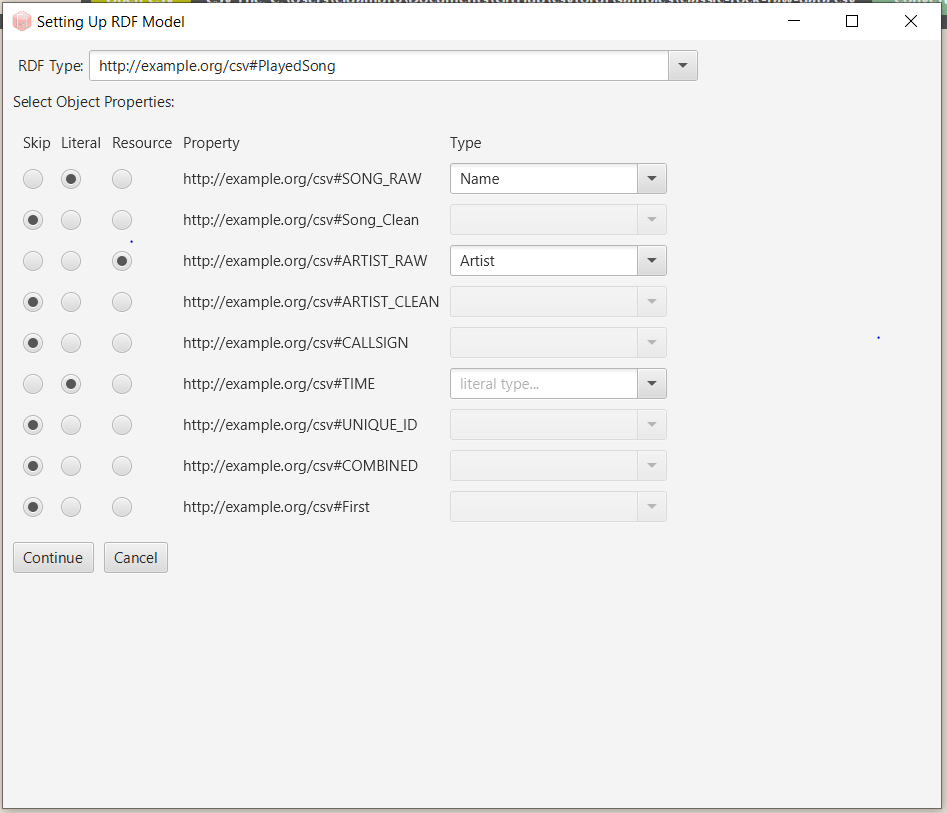 Setting Up RDF Model
RDF Type: http://example.org/csv#PlayedSong
Select Object Properties:
Skip Literal Resource Property Type
http://example.org/csv#SONG_RAW Name
http://example.org/csv#Song_Clean
http://example.org/csv#ARTIST_RAW Artist
http://example.org/csv#ARTIST_CLEAN
http://example.org/csv#CALLSIGN
http://example.org/csv#TIME literal type...
http://example.org/csv#UNIQUE_ID
http://example.org/csv#COMBINED
http://example.org/csv#First
Continue Cancel